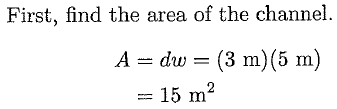 First, find the area of the channel.
A = dw = (3 m)(5 m)
= 15 m²